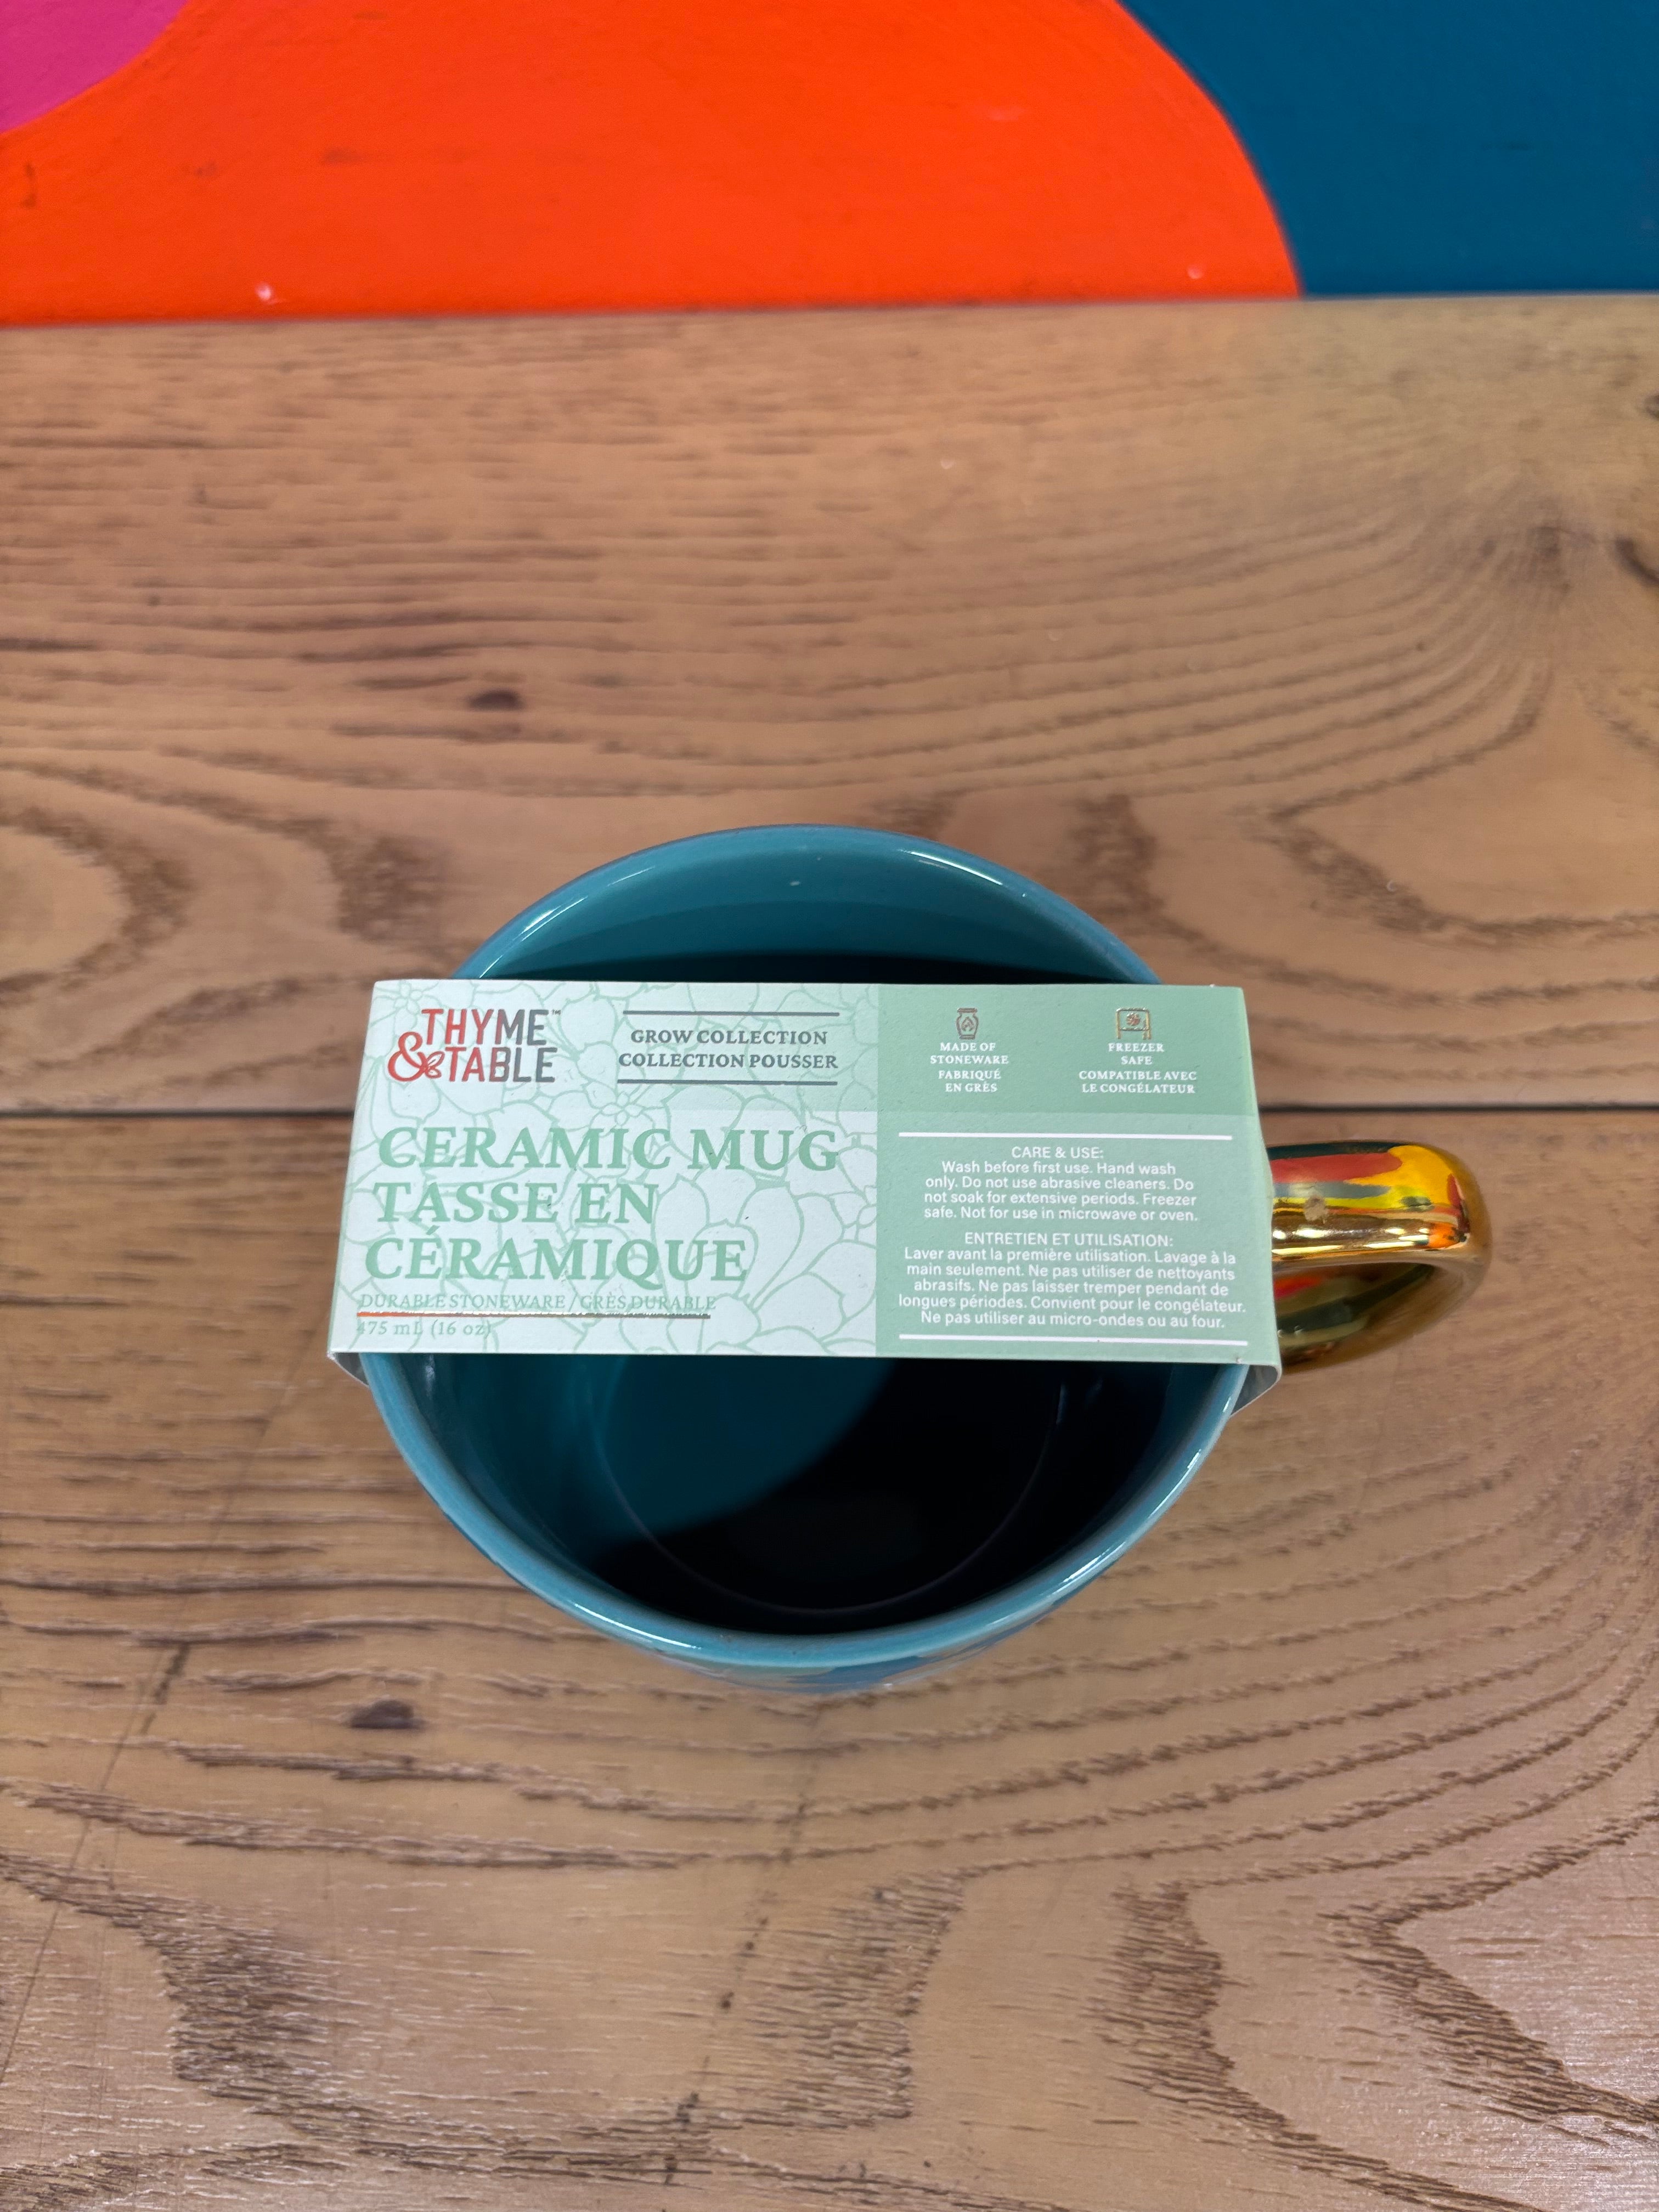 THYME™
& TABLE
GROW COLLECTION
COLLECTION POUSSER
CERAMIC MUG
TASSE EN
CÉRAMIQUE
DURABLE STONEWARE / GRÈS DURABLE
475 mL (16 oz)
MADE OF
STONEWARE
FABRIQUÉ
EN GRÈS
FREEZER
SAFE
COMPATIBLE AVEC
LE CONGÉLATEUR
CARE & USE:
Wash before first use. Hand wash
only. Do not use abrasive cleaners. Do
not soak for extensive periods. Freezer
safe. Not for use in microwave or oven.
ENTRETIEN ET UTILISATION:
Laver avant la première utilisation. Lavage à la
main seulement. Ne pas utiliser de nettoyants
abrasifs. Ne pas laisser tremper pendant de
longues périodes. Convient pour le congélateur.
Ne pas utiliser au micro-ondes ou au four.